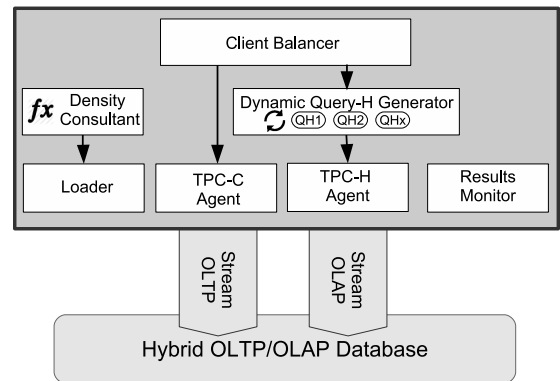 Client Balancer
fx Density
Consultant
Dynamic Query-H Generator
QH1 QH2 QHx
Loader
TPC-C
Agent
TPC-H
Agent
Results
Monitor
Stream
OLTP
Stream
OLAP
Hybrid OLTP/OLAP Database